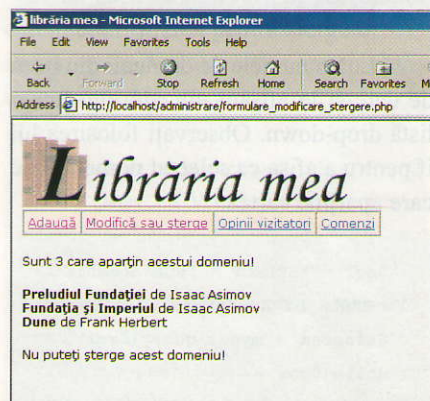 librăria mea - Microsoft Internet Explorer
File Edit View Favorites Tools Help
Back Forward Stop Refresh Home Search Favorites
Address http://localhost/administrare/formulare_modificare_stergere.php
Librăria mea
Adaugă Modifică sau şterge Opinii vizitatori Comenzi
Sunt 3 care aparţin acestui domeniu!
Preludiul Fundaţiei de Isaac Asimov
Fundaţia şi Imperiul de Isaac Asimov
Dune de Frank Herbert
Nu puteţi şterge acest domeniu!